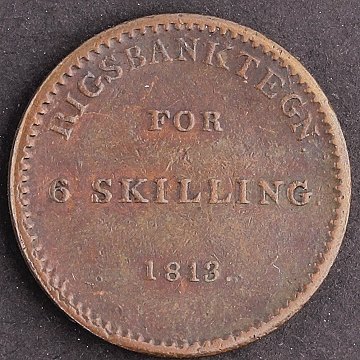 RIGSBANKTEGN.
FOR
6 SKILLING.
1813.